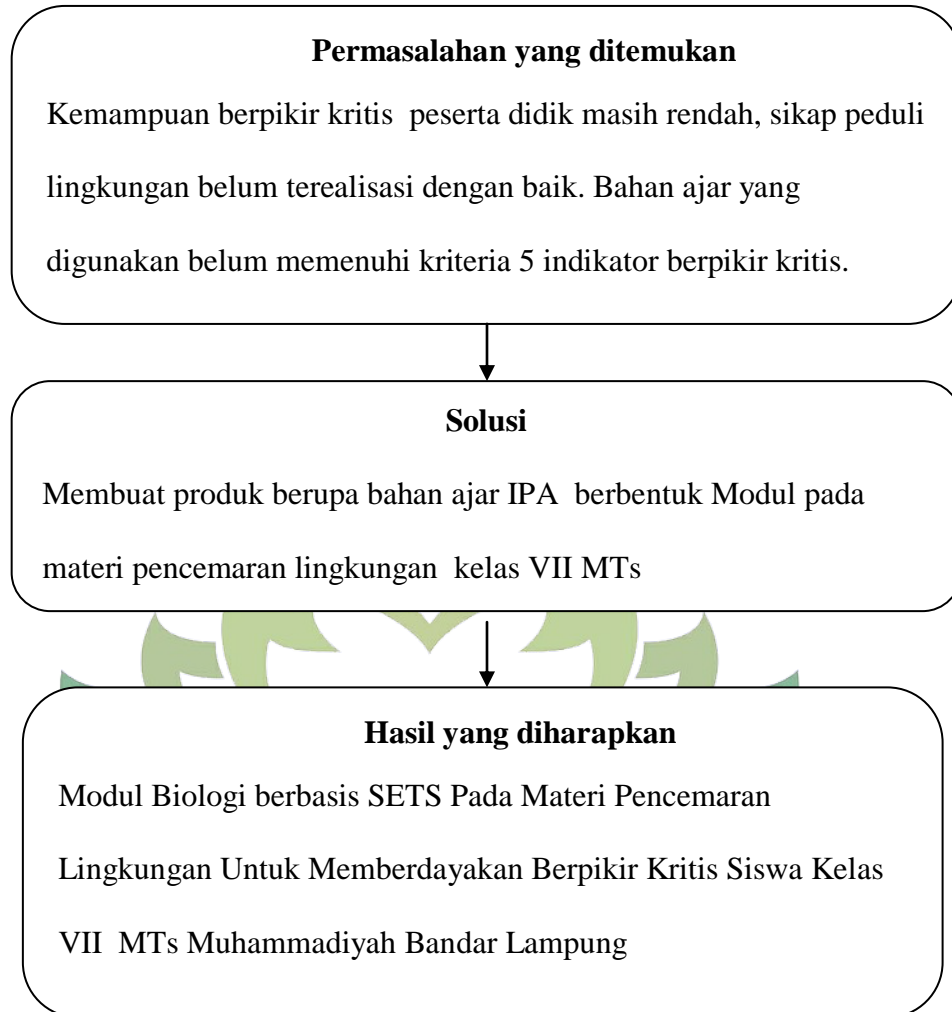 Permasalahan yang ditemukan
Kemampuan berpikir kritis peserta didik masih rendah, sikap peduli
lingkungan belum terealisasi dengan baik. Bahan ajar yang
digunakan belum memenuhi kriteria 5 indikator berpikir kritis.
Solusi
Membuat produk berupa bahan ajar IPA berbentuk Modul pada
materi pencemaran lingkungan kelas VII MTs
Hasil yang diharapkan
Modul Biologi berbasis SETS Pada Materi Pencemaran
Lingkungan Untuk Memberdayakan Berpikir Kritis Siswa Kelas
VII MTs Muhammadiyah Bandar Lampung